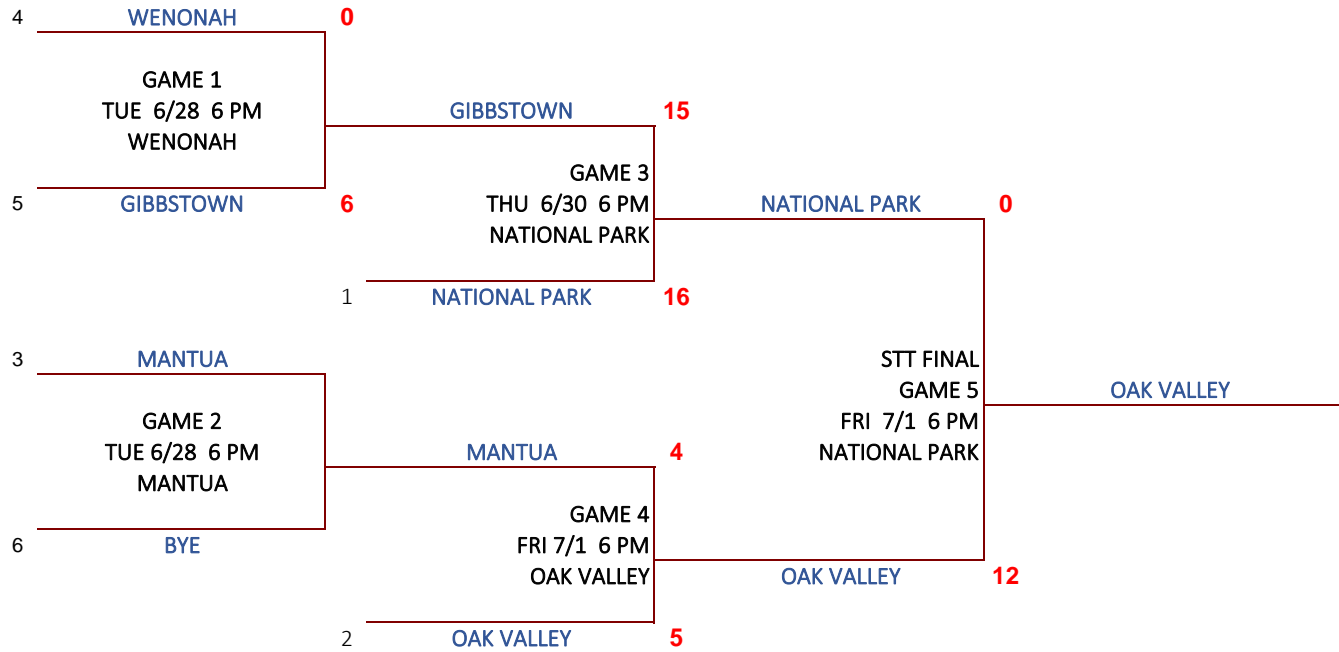 4 WENONAH 0
GAME 1
TUE 6/28 6 PM
WENONAH
5 GIBBSTOWN 6
GIBBSTOWN 15
GAME 3
THU 6/30 6 PM
NATIONAL PARK
1 NATIONAL PARK 16
NATIONAL PARK 0
3 MANTUA
GAME 2
TUE 6/28 6 PM
MANTUA
6 BYE
MANTUA 4
GAME 4
FRI 7/1 6 PM
OAK VALLEY
2 OAK VALLEY 5
STT FINAL
GAME 5
FRI 7/1 6 PM
NATIONAL PARK
OAK VALLEY 12
OAK VALLEY